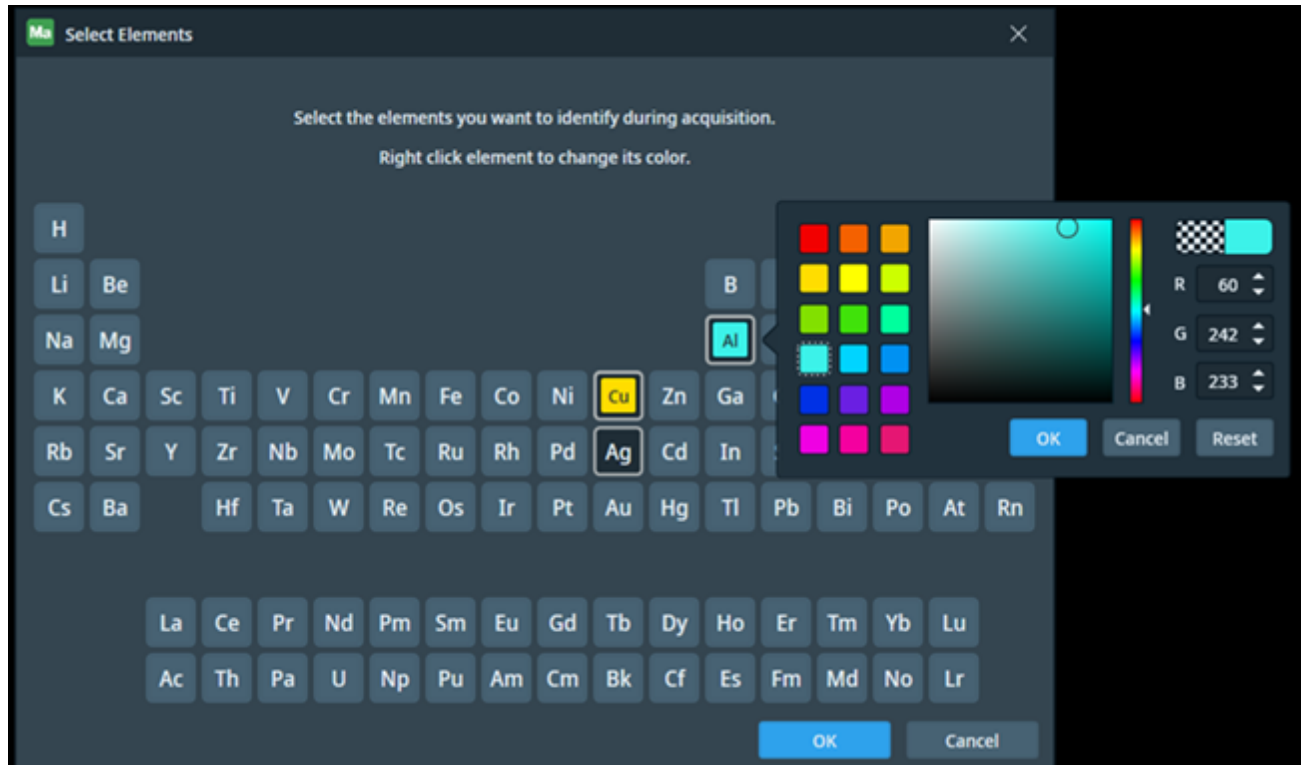 Ma Select Elements
Select the elements you want to identify during acquisition.
Right click element to change its color.
H
Li Be B
Na Mg Al
K Ca Sc Ti V Cr Mn Fe Co Ni Cu Zn Ga
Rb Sr Y Zr Nb Mo Tc Ru Rh Pd Ag Cd In
Cs Ba Hf Ta W Re Os Ir Pt Au Hg Tl Pb Bi Po At Rn
La Ce Pr Nd Pm Sm Eu Gd Tb Dy Ho Er Tm Yb Lu
Ac Th Pa U Np Pu Am Cm Bk Cf Es Fm Md No Lr
OK Cancel
R 60
G 242
B 233
OK Cancel Reset